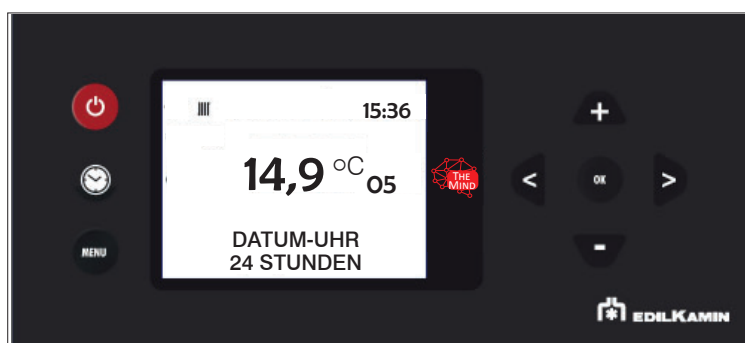 15:36
14,9 °C 05
THE
MIND
< OK >
+
-
MENU
DATUM-UHR
24 STUNDEN
EDILKAMIN